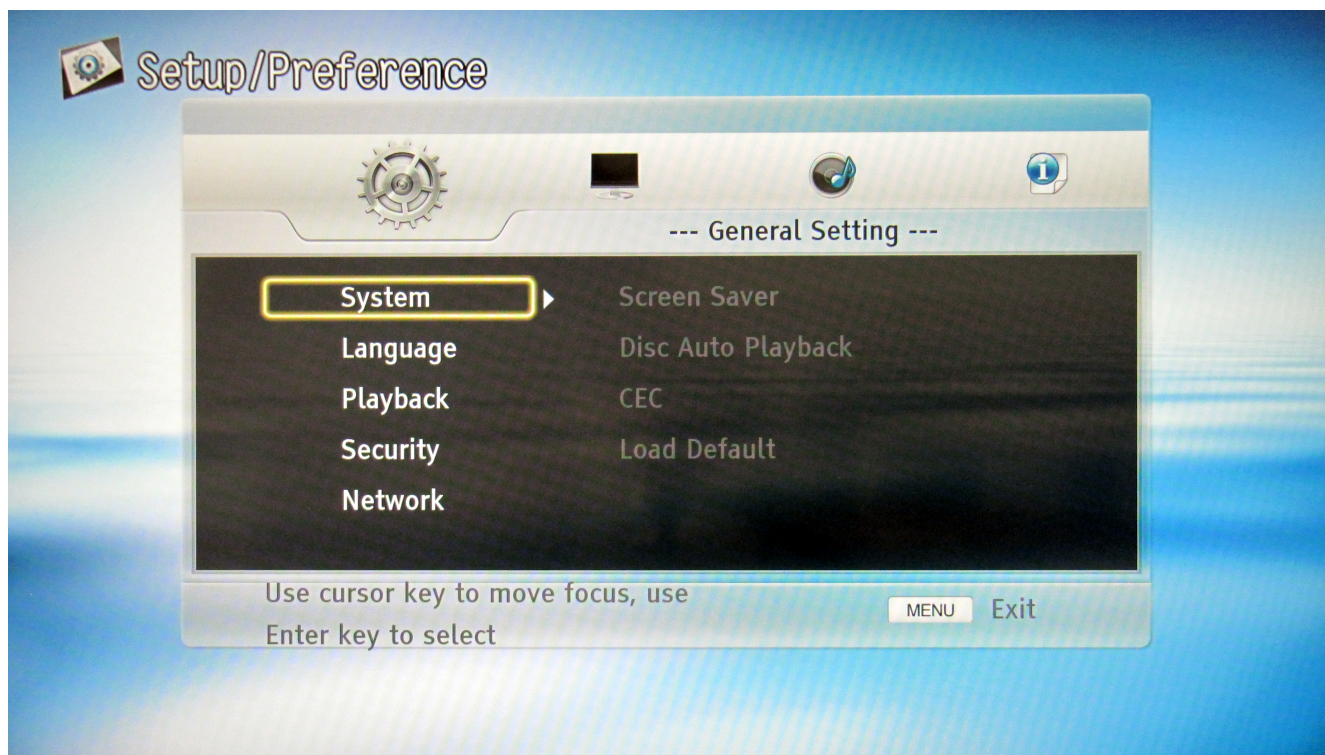 Setup/Preference
--- General Setting ---
System
Screen Saver
Language
Disc Auto Playback
Playback
CEC
Security
Load Default
Network
Use cursor key to move focus, use
Enter key to select
MENU Exit